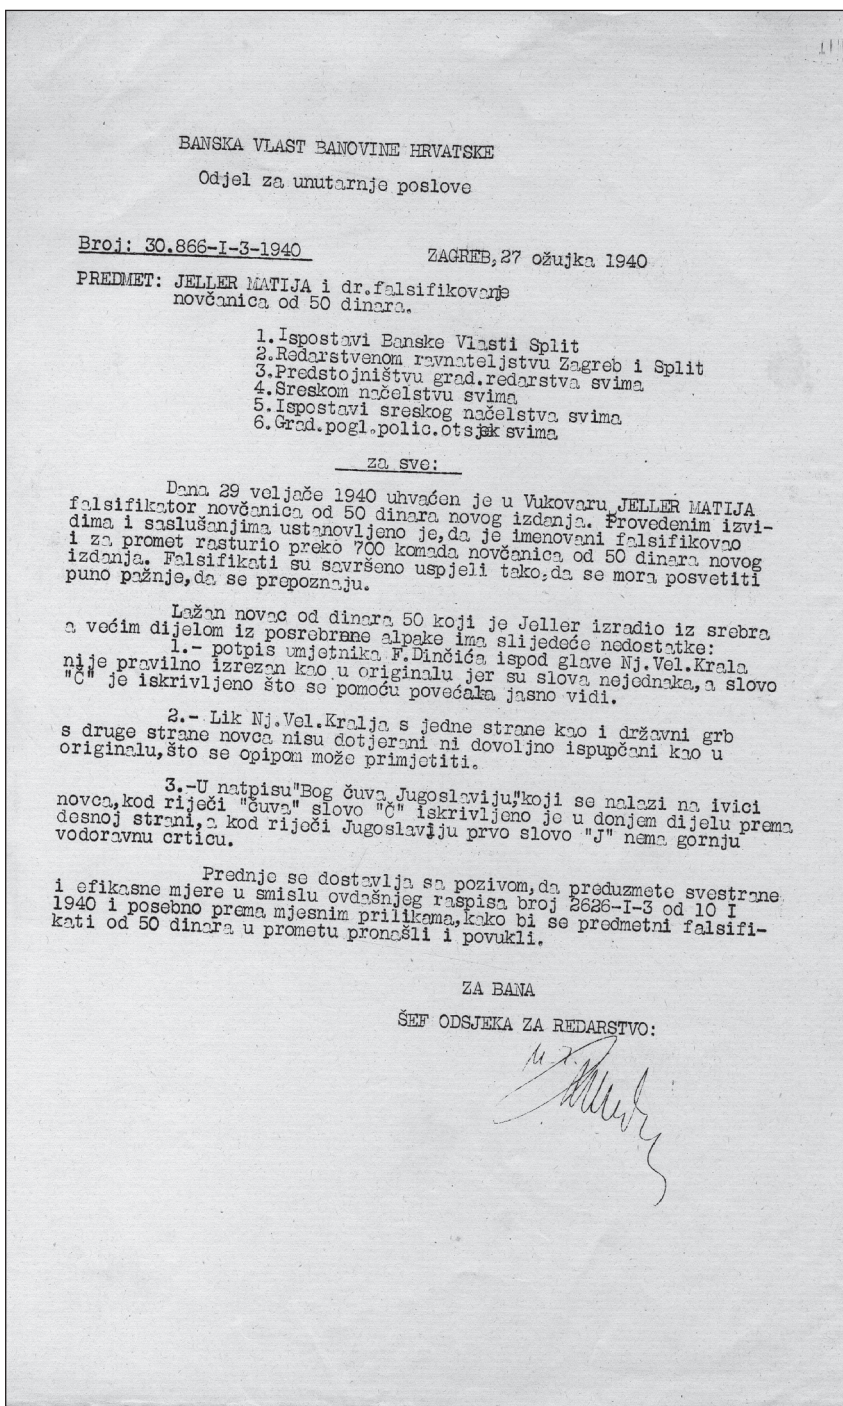 BANSKA VLAST BANOVINE HRVATSKE
Odjel za unutarnje poslove
Broj: 30.866-I-3-1940
ZAGREB, 27 ožujka 1940
PREDMET: JELLER MATIJA i dr.falsifikovanje
novčanica od 50 dinara.
1.Ispostavi Banske Vlasti Split
2.Redarstvenom ravnateljstvu Zagreb i Split
3.Predstojništvu grad.redarstva svima
4.Sreskom načelstvu svima
5.Ispostavi sreskog načelstva svima
6.Grad.pogl.polic.otsjek svima
za sve:
Dana 29 veljače 1940 uhvaćen je u Vukovaru JELLER MATIJA
falsifikator novčanica od 50 dinara novog izdanja. Provedenim izvi-
dima i saslušanjima ustanovljeno je,da je imenovani falsifikovao
i za promet rasturio preko 700 komada novčanica od 50 dinara novog
izdanja. Falsifikati su savršeno uspjeli tako,da se mora posvetiti
puno pažnje,da se prepoznaju.
Lažan novac od dinara 50 koji je Jeller izradio iz srebra
a većim dijelom iz posrebrane alpake ima slijedeće nedostatke:
1.- potpis umjetnika F.Dinčića ispod glave Nj.Vel.Krala
nije pravilno izrezan kao u originalu jer su slova nejednaka,a slovo
"Č" je iskrivljeno što se pomoću povećala jasno vidi.
2.- Lik Nj.Vel.Kralja s jedne strane kao i državni grb
s druge strane novca nisu dotjerani ni dovoljno ispupčani kao u
originalu,što se opipom može primjetiti.
3.-U natpisu"Bog čuva Jugoslaviju,"koji se nalazi na ivici
novca,kod riječi "čuva" slovo "Č" iskrivljeno je u donjem dijelu prema
desnoj strani,a kod riječi Jugoslaviju prvo slovo "J" nema gornju
vodoravnu crticu.
Prednje se dostavlja sa pozivom,da preduzmete svestrane
i efikasne mjere u smislu ovdašnjeg raspisa broj 2626-I-3 od 10 I
1940 i posebno prema mjesnim prilikama,kako bi se predmetni falsifi-
kati od 50 dinara u prometu pronašli i povukli.
ZA BANA
ŠEF ODSJEKA ZA REDARSTVO: